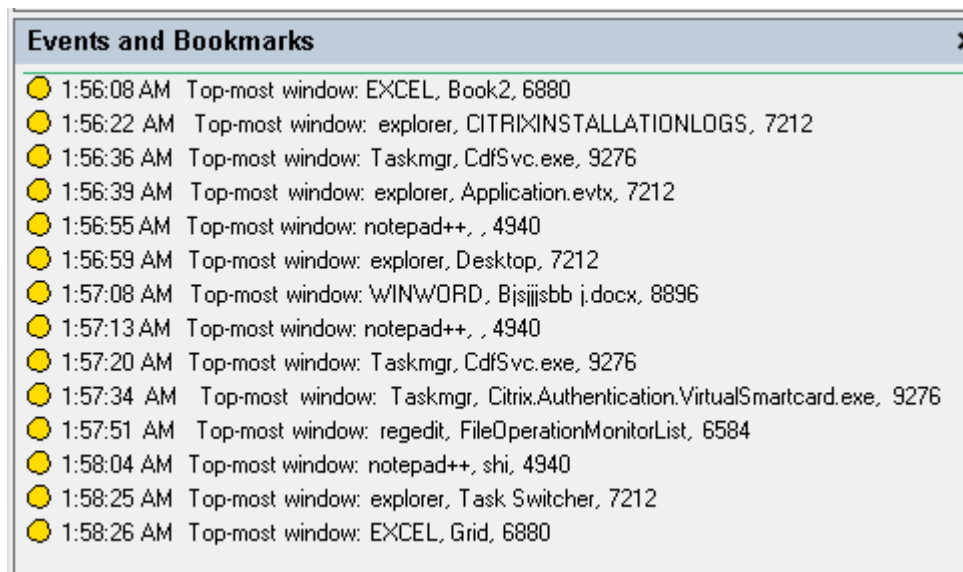 Events and Bookmarks
1:56:08 AM Top-most window: EXCEL, Book2, 6880
1:56:22 AM Top-most window: explorer, CITRIXINSTALLATIONLOGS, 7212
1:56:36 AM Top-most window: Taskmgr, CdfSvc.exe, 9276
1:56:39 AM Top-most window: explorer, Application.evtx, 7212
1:56:55 AM Top-most window: notepad++, , 4940
1:56:59 AM Top-most window: explorer, Desktop, 7212
1:57:08 AM Top-most window: WINWORD, Bjsjjjsbb j.docx, 8896
1:57:13 AM Top-most window: notepad++, , 4940
1:57:20 AM Top-most window: Taskmgr, CdfSvc.exe, 9276
1:57:34 AM Top-most window: Taskmgr, Citrix.Authentication.VirtualSmartcard.exe, 9276
1:57:51 AM Top-most window: regedit, FileOperationMonitorList, 6584
1:58:04 AM Top-most window: notepad++, shi, 4940
1:58:25 AM Top-most window: explorer, Task Switcher, 7212
1:58:26 AM Top-most window: EXCEL, Grid, 6880